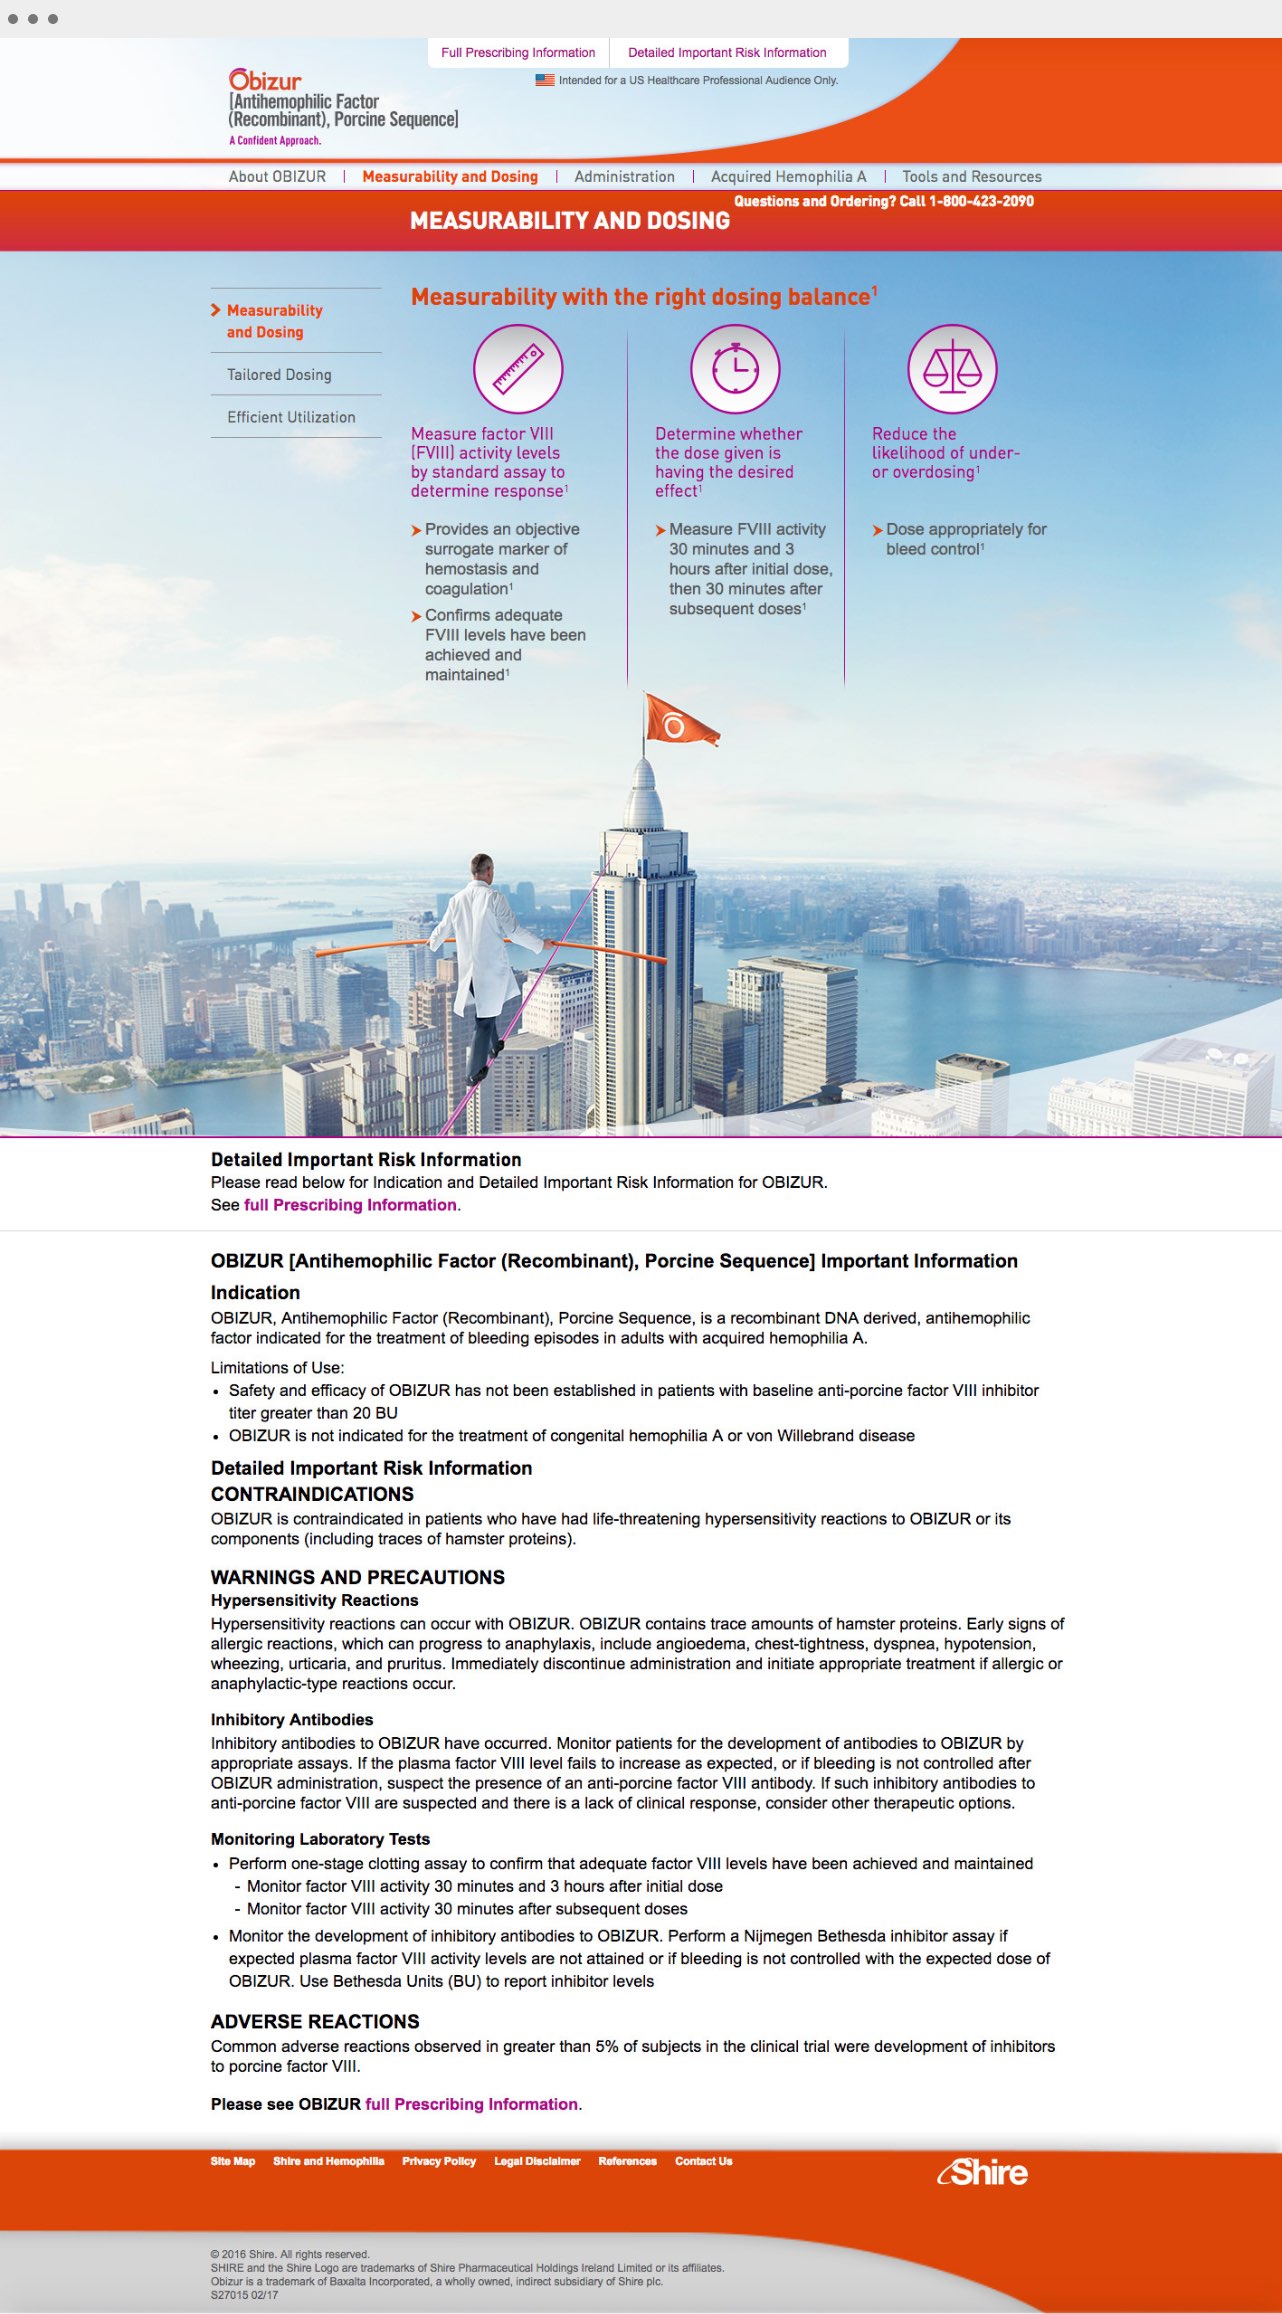 Full Prescribing Information
Detailed Important Risk Information
Intended for a US Healthcare Professional Audience Only.
Obizur
[Antihemophilic Factor
(Recombinant), Porcine Sequence]
A Confident Approach.
About OBIZUR
Measurability and Dosing
Administration
Acquired Hemophilia A
Tools and Resources
Questions and Ordering? Call 1-800-423-2090
MEASURABILITY AND DOSING
Measurability
and Dosing
Tailored Dosing
Efficient Utilization
Measurability with the right dosing balance¹
Measure factor VIII
(FVIII) activity levels
by standard assay to
determine response¹
Provides an objective
surrogate marker of
hemostasis and
coagulation¹
Confirms adequate
FVIII levels have been
achieved and
maintained¹
Determine whether
the dose given is
having the desired
effect¹
Measure FVIII activity
30 minutes and 3
hours after initial dose,
then 30 minutes after
subsequent doses¹
Reduce the
likelihood of under-
or overdosing¹
Dose appropriately for
bleed control¹
Detailed Important Risk Information
Please read below for Indication and Detailed Important Risk Information for OBIZUR.
See full Prescribing Information.
OBIZUR [Antihemophilic Factor (Recombinant), Porcine Sequence] Important Information
Indication
OBIZUR, Antihemophilic Factor (Recombinant), Porcine Sequence, is a recombinant DNA derived, antihemophilic
factor indicated for the treatment of bleeding episodes in adults with acquired hemophilia A.
Limitations of Use:
• Safety and efficacy of OBIZUR has not been established in patients with baseline anti-porcine factor VIII inhibitor
titer greater than 20 BU
• OBIZUR is not indicated for the treatment of congenital hemophilia A or von Willebrand disease
Detailed Important Risk Information
CONTRAINDICATIONS
OBIZUR is contraindicated in patients who have had life-threatening hypersensitivity reactions to OBIZUR or its
components (including traces of hamster proteins).
WARNINGS AND PRECAUTIONS
Hypersensitivity Reactions
Hypersensitivity reactions can occur with OBIZUR. OBIZUR contains trace amounts of hamster proteins. Early signs of
allergic reactions, which can progress to anaphylaxis, include angioedema, chest-tightness, dyspnea, hypotension,
wheezing, urticaria, and pruritus. Immediately discontinue administration and initiate appropriate treatment if allergic or
anaphylactic-type reactions occur.
Inhibitory Antibodies
Inhibitory antibodies to OBIZUR have occurred. Monitor patients for the development of antibodies to OBIZUR by
appropriate assays. If the plasma factor VIII level fails to increase as expected, or if bleeding is not controlled after
OBIZUR administration, suspect the presence of an anti-porcine factor VIII antibody. If such inhibitory antibodies to
anti-porcine factor VIII are suspected and there is a lack of clinical response, consider other therapeutic options.
Monitoring Laboratory Tests
• Perform one-stage clotting assay to confirm that adequate factor VIII levels have been achieved and maintained
- Monitor factor VIII activity 30 minutes and 3 hours after initial dose
- Monitor factor VIII activity 30 minutes after subsequent doses
• Monitor the development of inhibitory antibodies to OBIZUR. Perform a Nijmegen Bethesda inhibitor assay if
expected plasma factor VIII activity levels are not attained or if bleeding is not controlled with the expected dose of
OBIZUR. Use Bethesda Units (BU) to report inhibitor levels
ADVERSE REACTIONS
Common adverse reactions observed in greater than 5% of subjects in the clinical trial were development of inhibitors
to porcine factor VIII.
Please see OBIZUR full Prescribing Information.
Site Map
Shire and Hemophilia
Privacy Policy
Legal Disclaimer
References
Contact Us
Shire
© 2016 Shire. All rights reserved.
SHIRE and the Shire Logo are trademarks of Shire Pharmaceutical Holdings Ireland Limited or its affiliates.
Obizur is a trademark of Baxalta Incorporated, a wholly owned, indirect subsidiary of Shire plc.
S27015 02/17